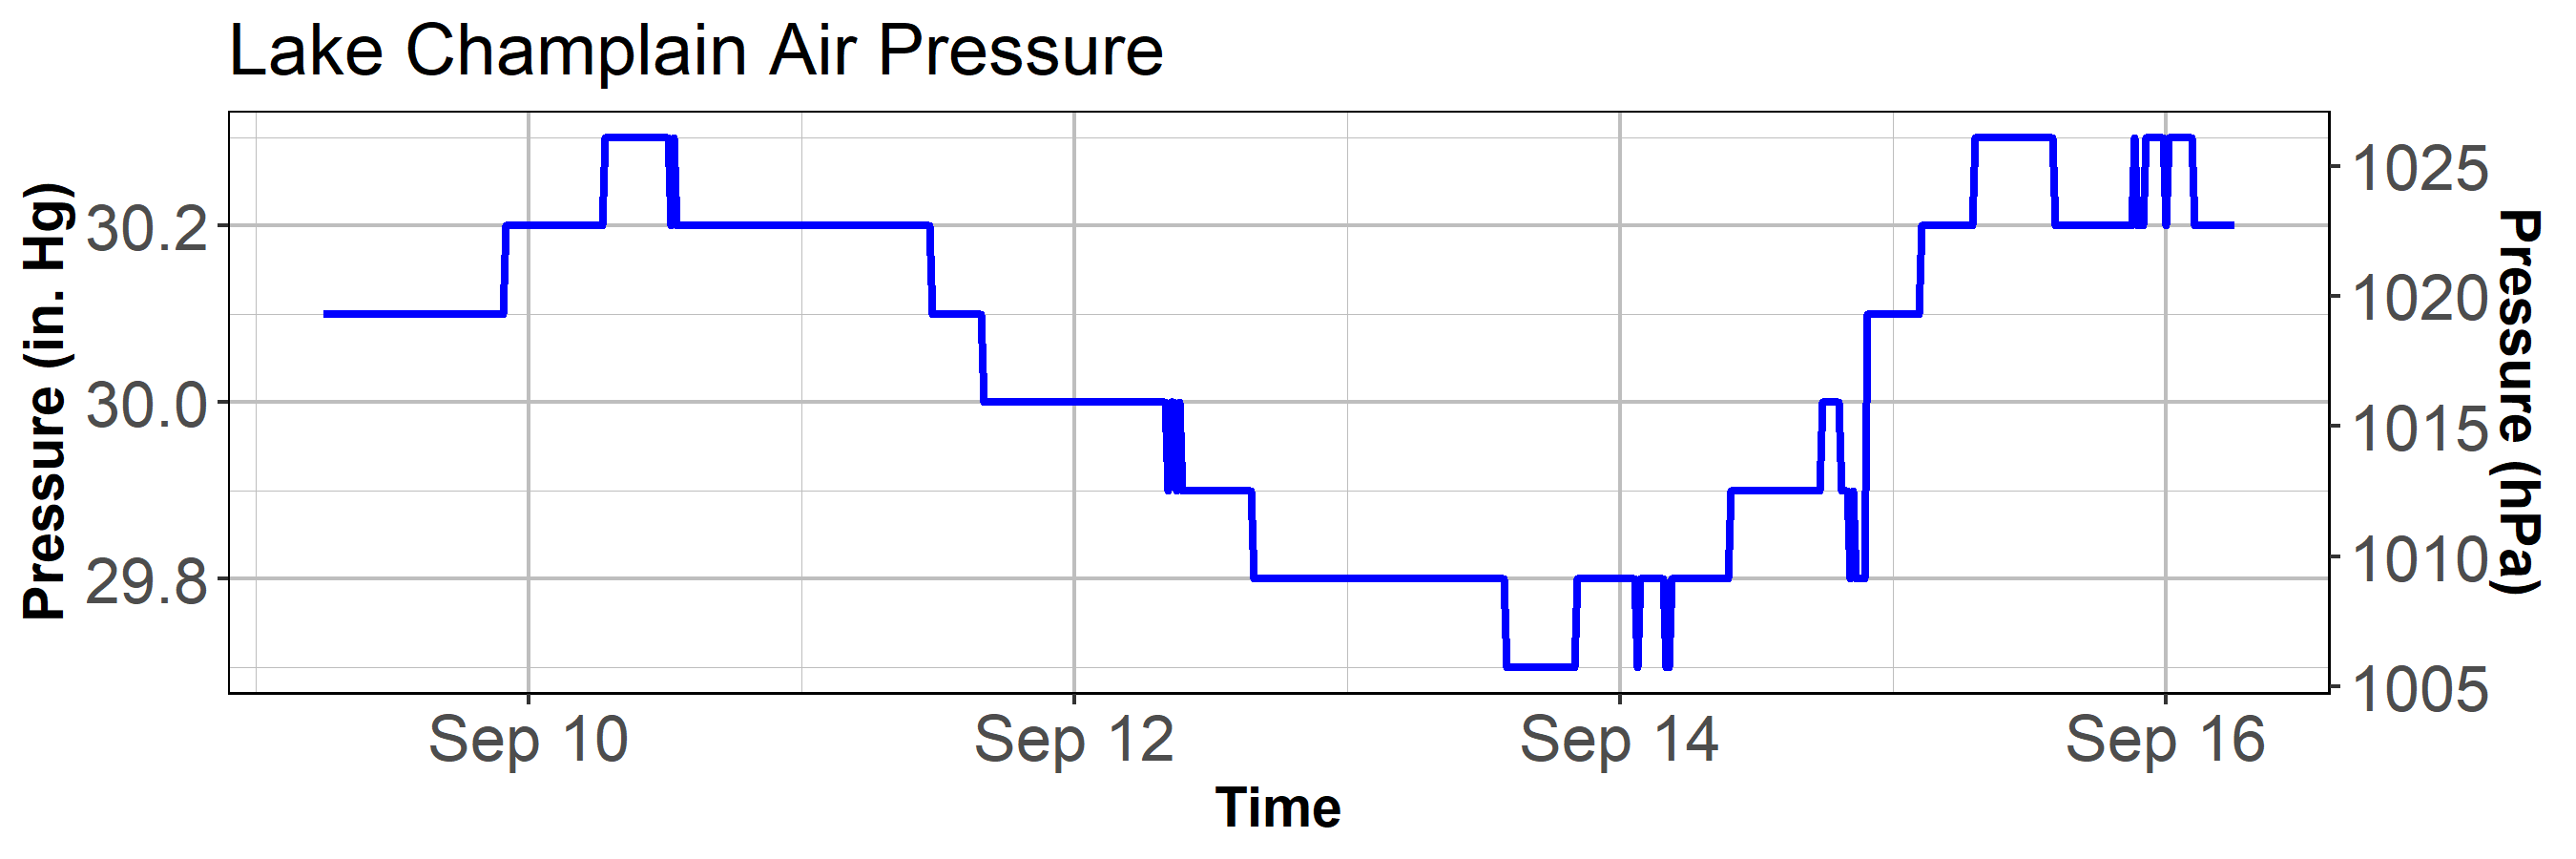 Lake Champlain Air Pressure
Pressure (in. Hg)
30.2
30.0
29.8
1025
1020
1015
1010
1005
Pressure (hPa)
Sep 10
Sep 12
Sep 14
Sep 16
Time